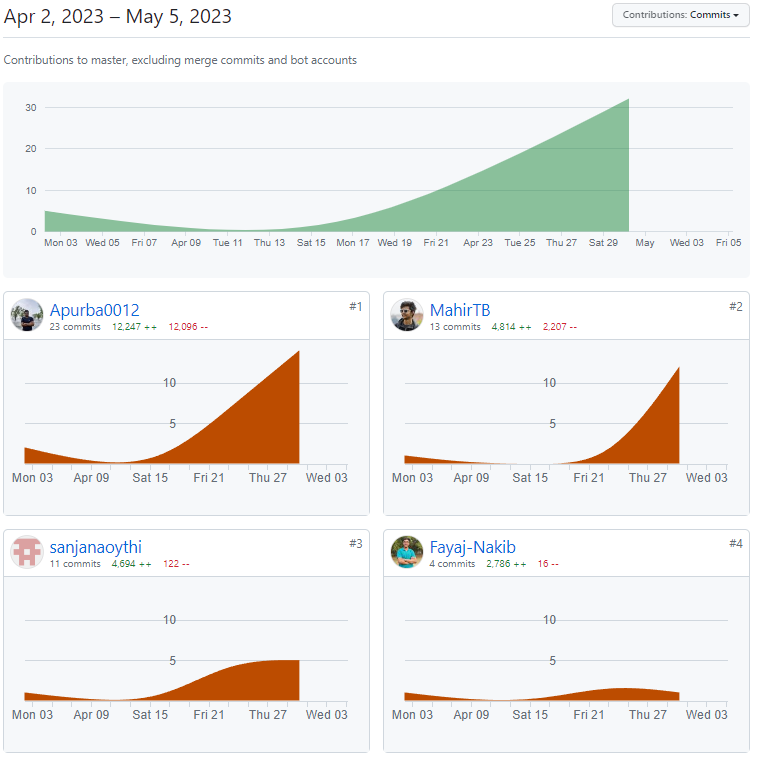 Apr 2, 2023 – May 5, 2023
Contributions: Commits
Contributions to master, excluding merge commits and bot accounts
30
20
10
0
Mon 03 Wed 05 Fri 07 Apr 09 Tue 11 Thu 13 Sat 15 Mon 17 Wed 19 Fri 21 Apr 23 Tue 25 Thu 27 Sat 29 May Wed 03 Fri 05
Apurba0012
#1
23 commits 12,247 ++ 12,096 --
10
5
Mon 03 Apr 09 Sat 15 Fri 21 Thu 27 Wed 03
MahirTB
#2
13 commits 4,814 ++ 2,207 --
10
5
Mon 03 Apr 09 Sat 15 Fri 21 Thu 27 Wed 03
sanjanaoythi
#3
11 commits 4,694 ++ 122 --
10
5
Mon 03 Apr 09 Sat 15 Fri 21 Thu 27 Wed 03
Fayaj-Nakib
#4
4 commits 2,786 ++ 16 --
10
5
Mon 03 Apr 09 Sat 15 Fri 21 Thu 27 Wed 03